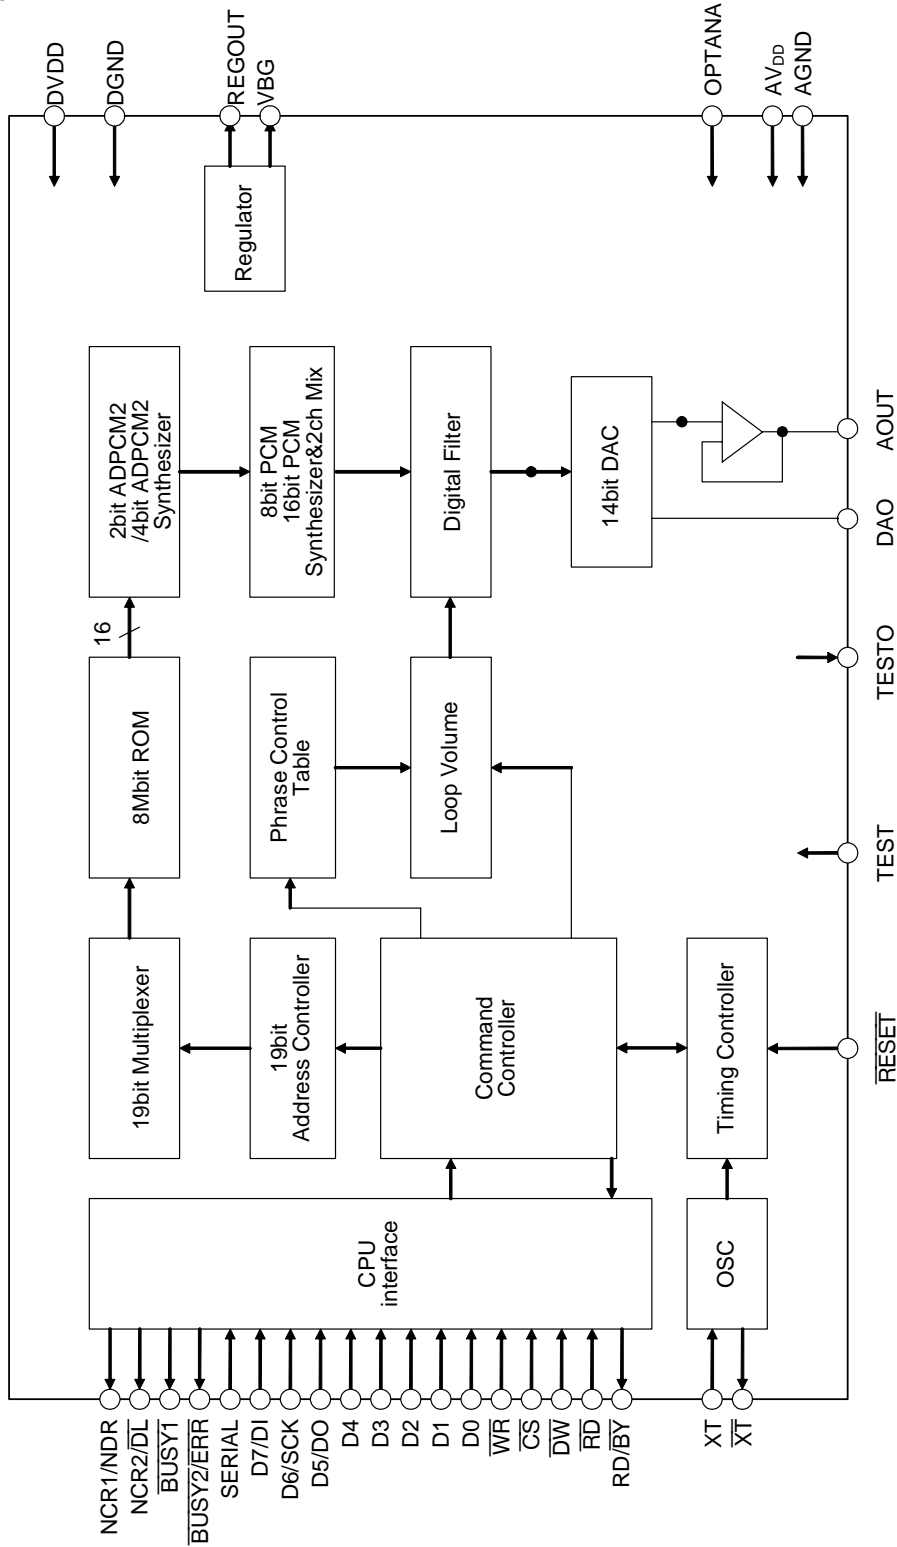 DVDD
DGND
REGOUT
VBG
OPTANA
AVDD
AGND
Regulator
2bit ADPCM2
/4bit ADPCM2
Synthesizer
8bit PCM
16bit PCM
Synthesizer&2ch Mix
Digital Filter
14bit DAC
AOUT
DAO
16
8Mbit ROM
Phrase Control
Table
Loop Volume
TESTO
TEST
19bit Multiplexer
19bit
Address Controller
Command
Controller
Timing Controller
RESET
CPU
interface
OSC
NCR1/NDR
NCR2/DL
BUSY1
BUSY2/ERR
SERIAL
D7/DI
D6/SCK
D5/DO
D4
D3
D2
D1
D0
WR
CS
DW
RD
RD/BY
XT
XT